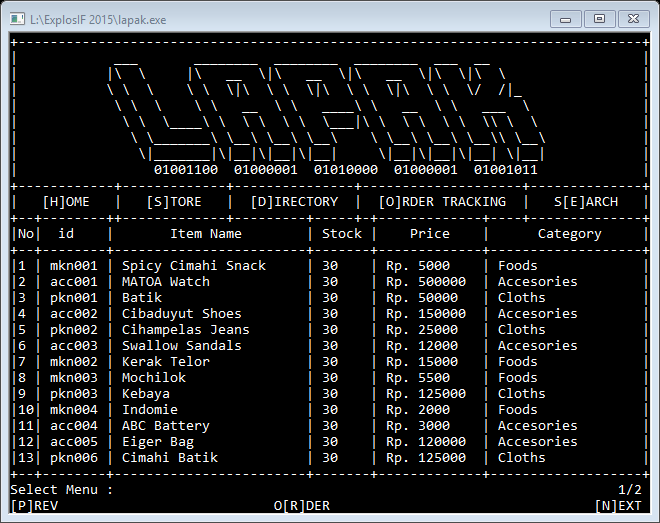 L:\ExplosIF 2015\lapak.exe
LAPAK
01001100 01000001 01010000 01000001 01001011
[H]OME [S]TORE [D]IRECTORY [O]RDER TRACKING S[E]ARCH
No id Item Name Stock Price Category
1 mkn001 Spicy Cimahi Snack 30 Rp. 5000 Foods
2 acc001 MATOA Watch 30 Rp. 500000 Accesories
3 pkn001 Batik 30 Rp. 50000 Cloths
4 acc002 Cibaduyut Shoes 30 Rp. 150000 Accesories
5 pkn002 Cihampelas Jeans 30 Rp. 25000 Cloths
6 acc003 Swallow Sandals 30 Rp. 12000 Accesories
7 mkn002 Kerak Telor 30 Rp. 15000 Foods
8 mkn003 Mochilok 30 Rp. 5500 Foods
9 pkn003 Kebaya 30 Rp. 125000 Cloths
10 mkn004 Indomie 30 Rp. 2000 Foods
11 acc004 ABC Battery 30 Rp. 3000 Accesories
12 acc005 Eiger Bag 30 Rp. 120000 Accesories
13 pkn006 Cimahi Batik 30 Rp. 125000 Cloths
Select Menu : 1/2
[P]REV O[R]DER [N]EXT